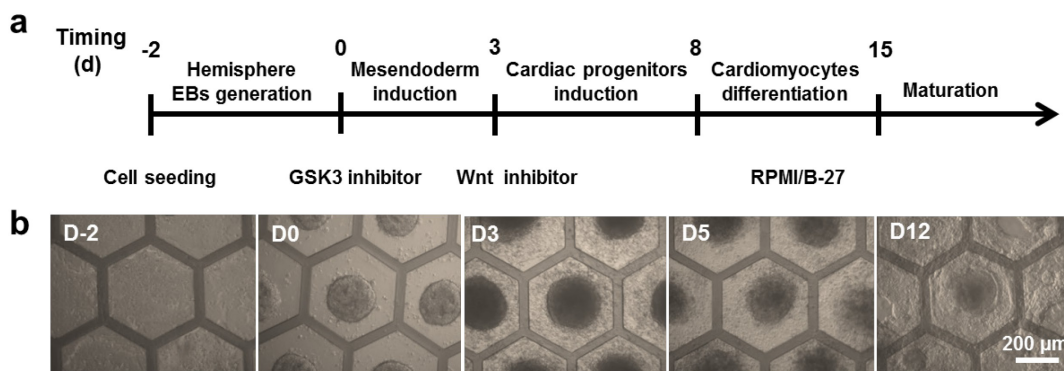 a
Timing
(d)
-2
0
3
8
15
Hemisphere
EBs generation
Mesendoderm
induction
Cardiac progenitors
induction
Cardiomyocytes
differentiation
Maturation
Cell seeding
GSK3 inhibitor
Wnt inhibitor
RPMI/B-27
b
D-2
D0
D3
D5
D12
200 μm